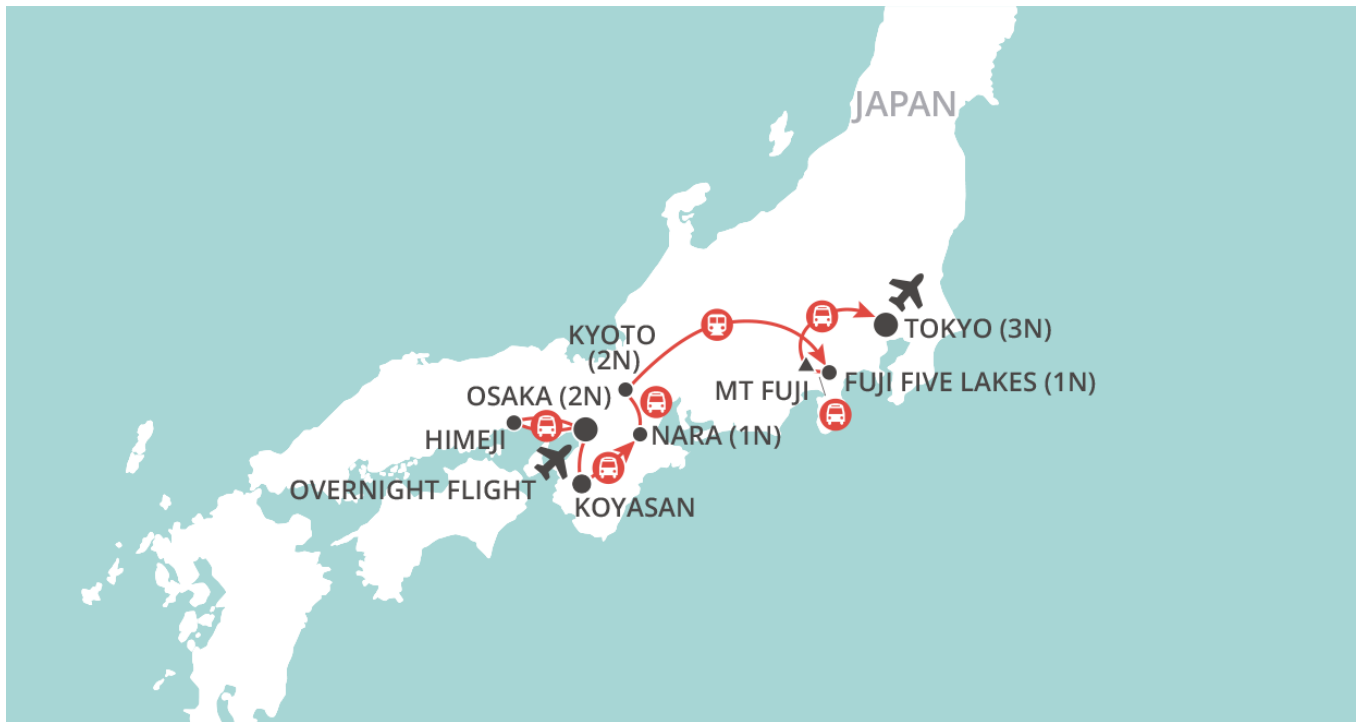 JAPAN
KYOTO
(2N)
TOKYO (3N)
MT FUJI
FUJI FIVE LAKES (1N)
OSAKA (2N)
HIMEJI
NARA (1N)
OVERNIGHT FLIGHT
KOYASAN